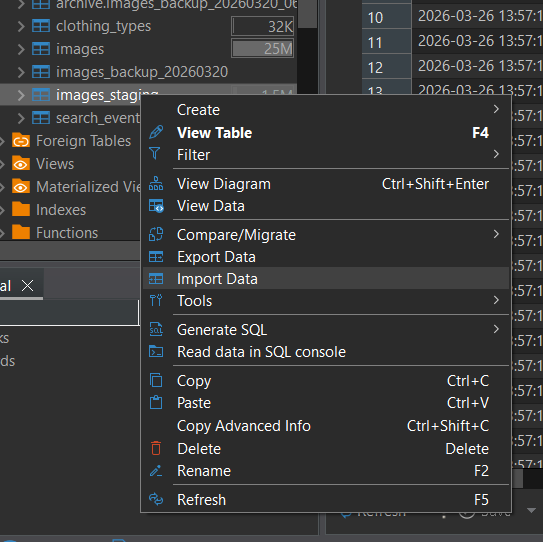 archive.images_backup_20260320_06
clothing_types 32K
images 25M
images_backup_20260320
images_staging 1.5M
search_event
Foreign Tables
Views
Materialized Vie
Indexes
Functions
al
ks
ds
10 2026-03-26 13:57:1
11 2026-03-26 13:57:1
12 2026-03-26 13:57:1
13 2026-03-26 13:57:1
Create
View Table F4
Filter
View Diagram Ctrl+Shift+Enter
View Data
Compare/Migrate
Export Data
Import Data
Tools
Generate SQL
Read data in SQL console
Copy Ctrl+C
Paste Ctrl+V
Copy Advanced Info Ctrl+Shift+C
Delete Delete
Rename F2
Refresh F5
Refresh Save